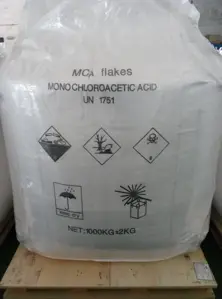 MCA flakes
MONOCHLOROACETIC ACID
UN 1751
NET:1000KG±2KG